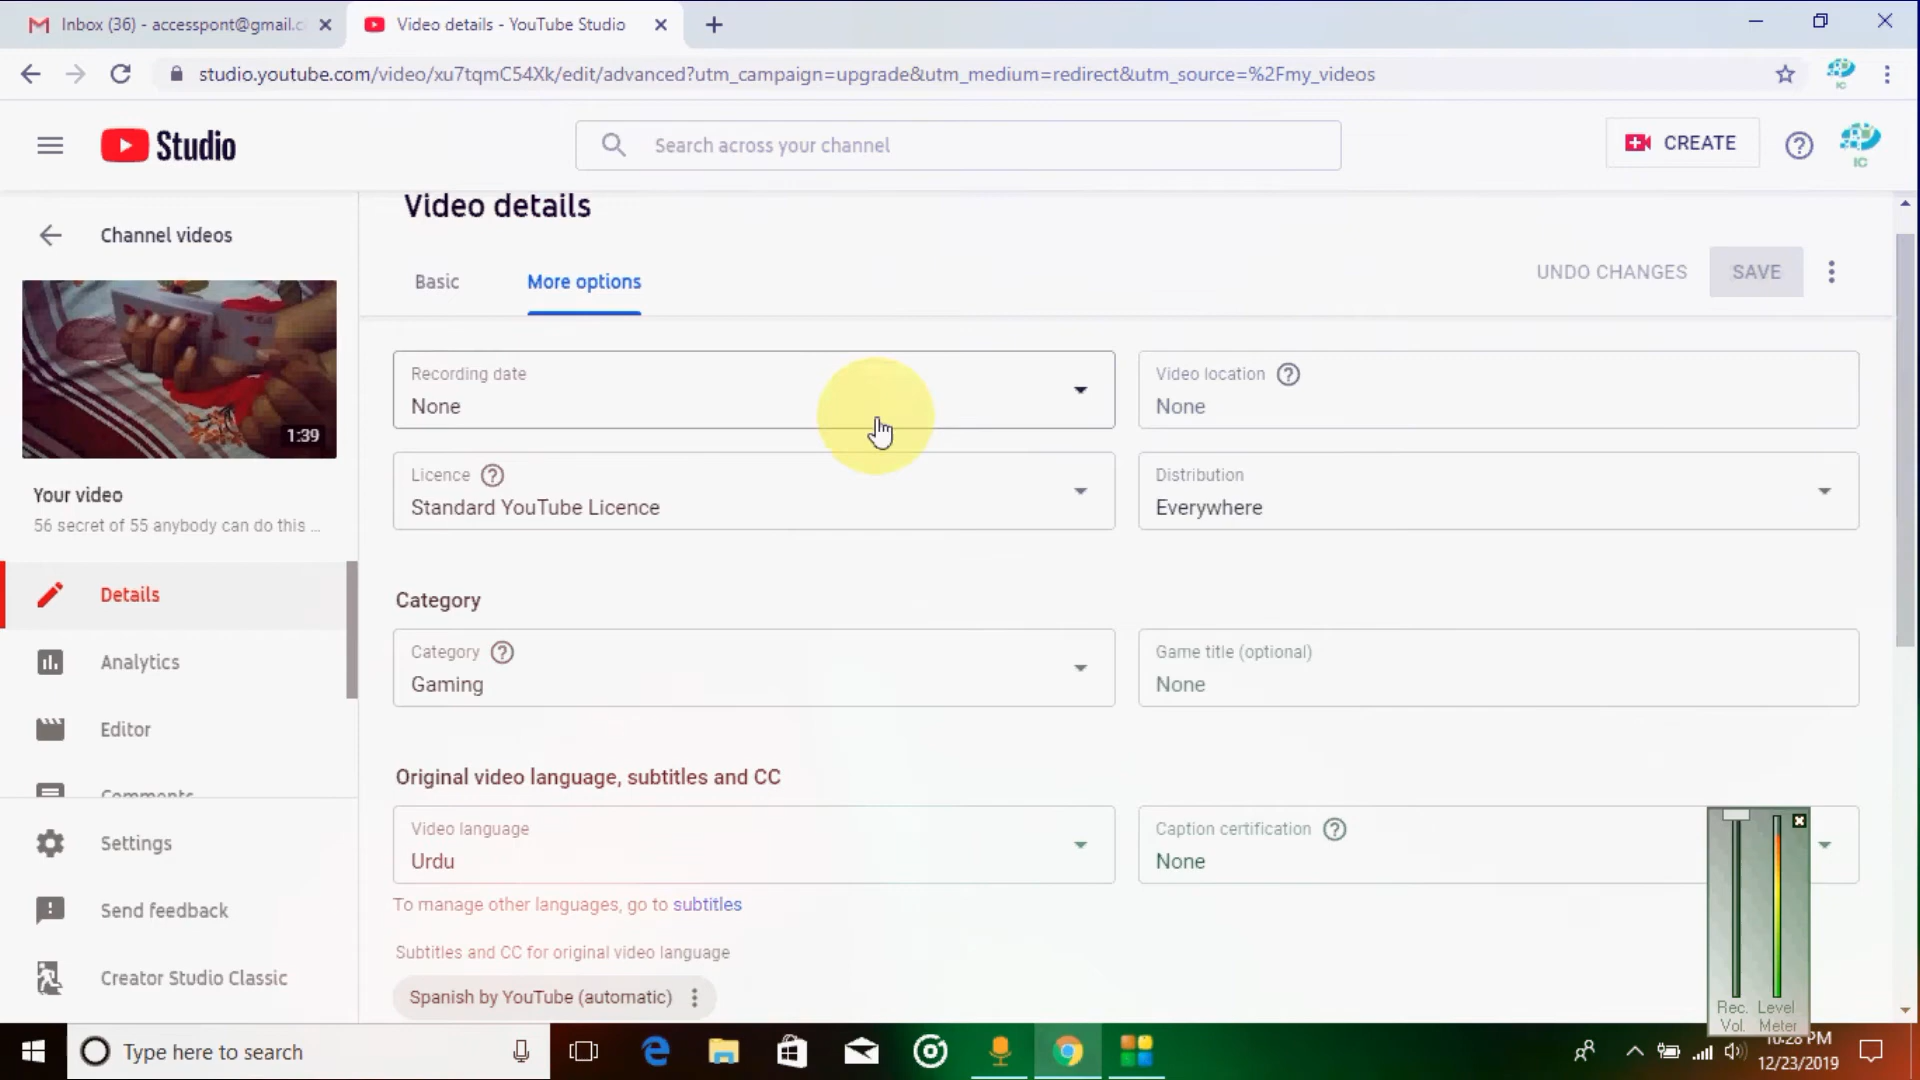 Inbox (36) - accesspont@gmail.c
Video details - YouTube Studio
studio.youtube.com/video/xu7tqmC54Xk/edit/advanced?utm_campaign=upgrade&utm_medium=redirect&utm_source=%2Fmy_videos
Studio
Search across your channel
CREATE
IC
Channel videos
Video details
Basic
More options
UNDO CHANGES
SAVE
1:39
Your video
56 secret of 55 anybody can do this ...
Details
Analytics
Editor
Comments
Settings
Send feedback
Creator Studio Classic
Recording date
None
Video location
None
Licence
Standard YouTube Licence
Distribution
Everywhere
Category
Category
Gaming
Game title (optional)
None
Original video language, subtitles and CC
Video language
Urdu
Caption certification
None
To manage other languages, go to subtitles
Subtitles and CC for original video language
Spanish by YouTube (automatic)
Rec. Level
Vol. Meter
Type here to search
10:28 PM
12/23/2019